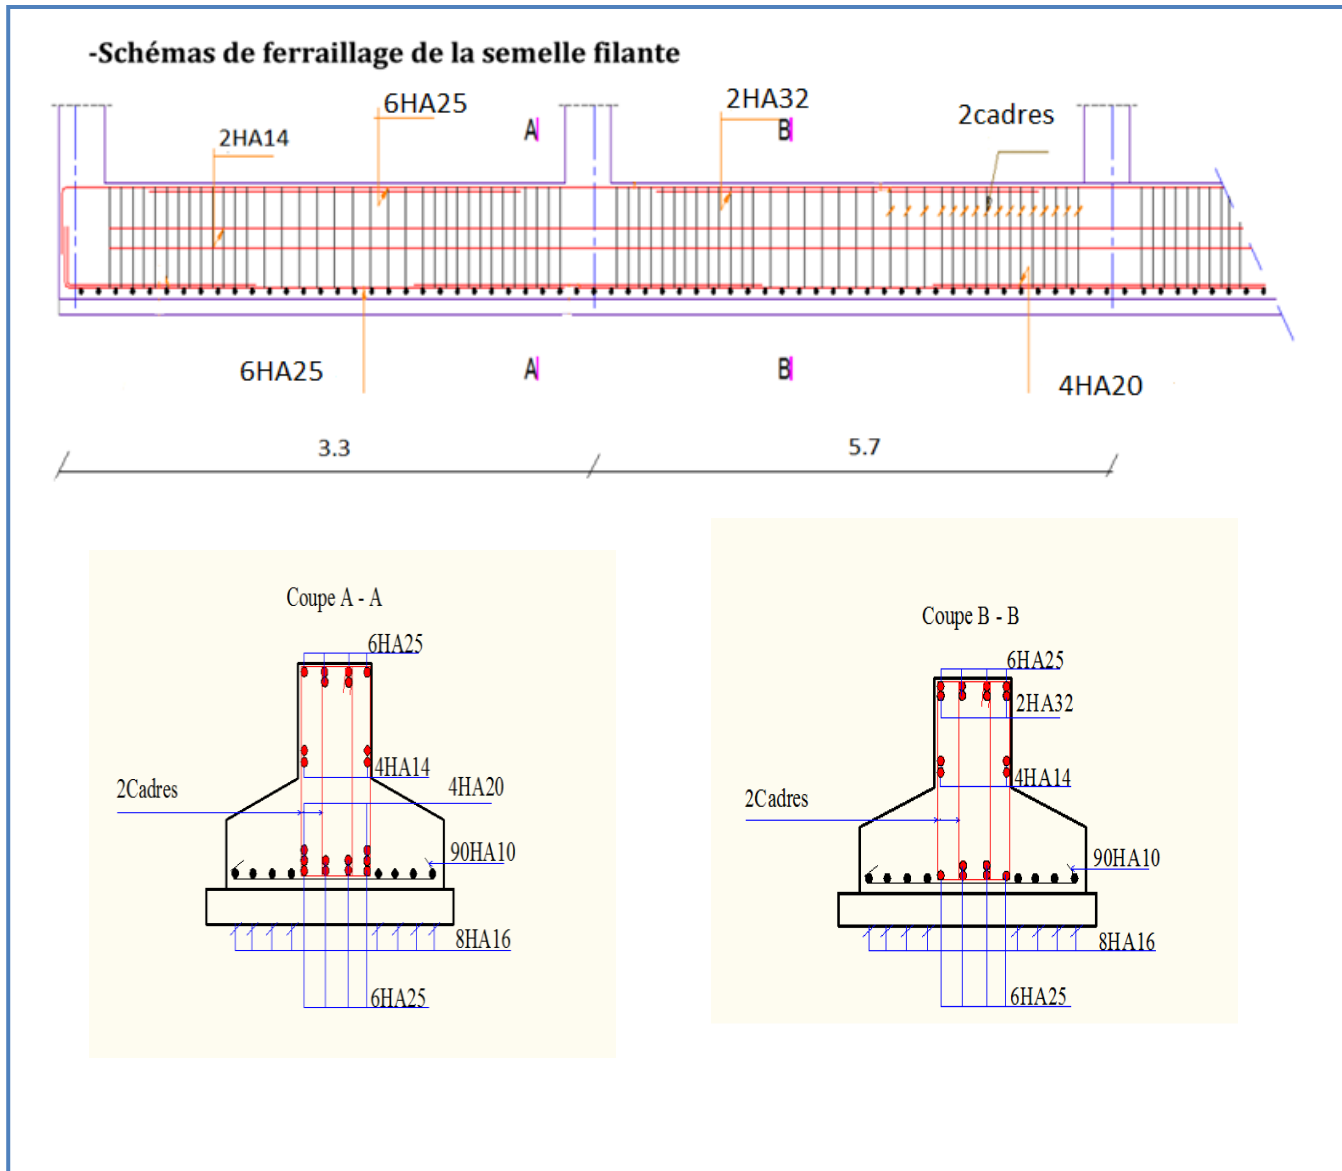 -Schémas de ferraillage de la semelle filante
6HA25
2HA32
2cadres
2HA14
A
B
6HA25
A
B
4HA20
3.3
5.7
Coupe A - A
6HA25
4HA14
4HA20
2Cadres
90HA10
8HA16
6HA25
Coupe B - B
6HA25
2HA32
4HA14
2Cadres
90HA10
8HA16
6HA25